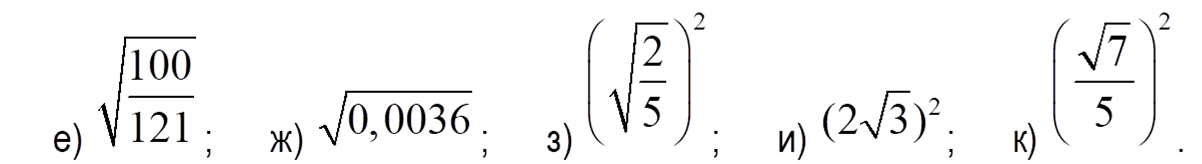 е) √(100/121) ; ж) √0,0036 ; з) (√(2/5))² ; и) (2√3)² ; к) (√7/5)² .